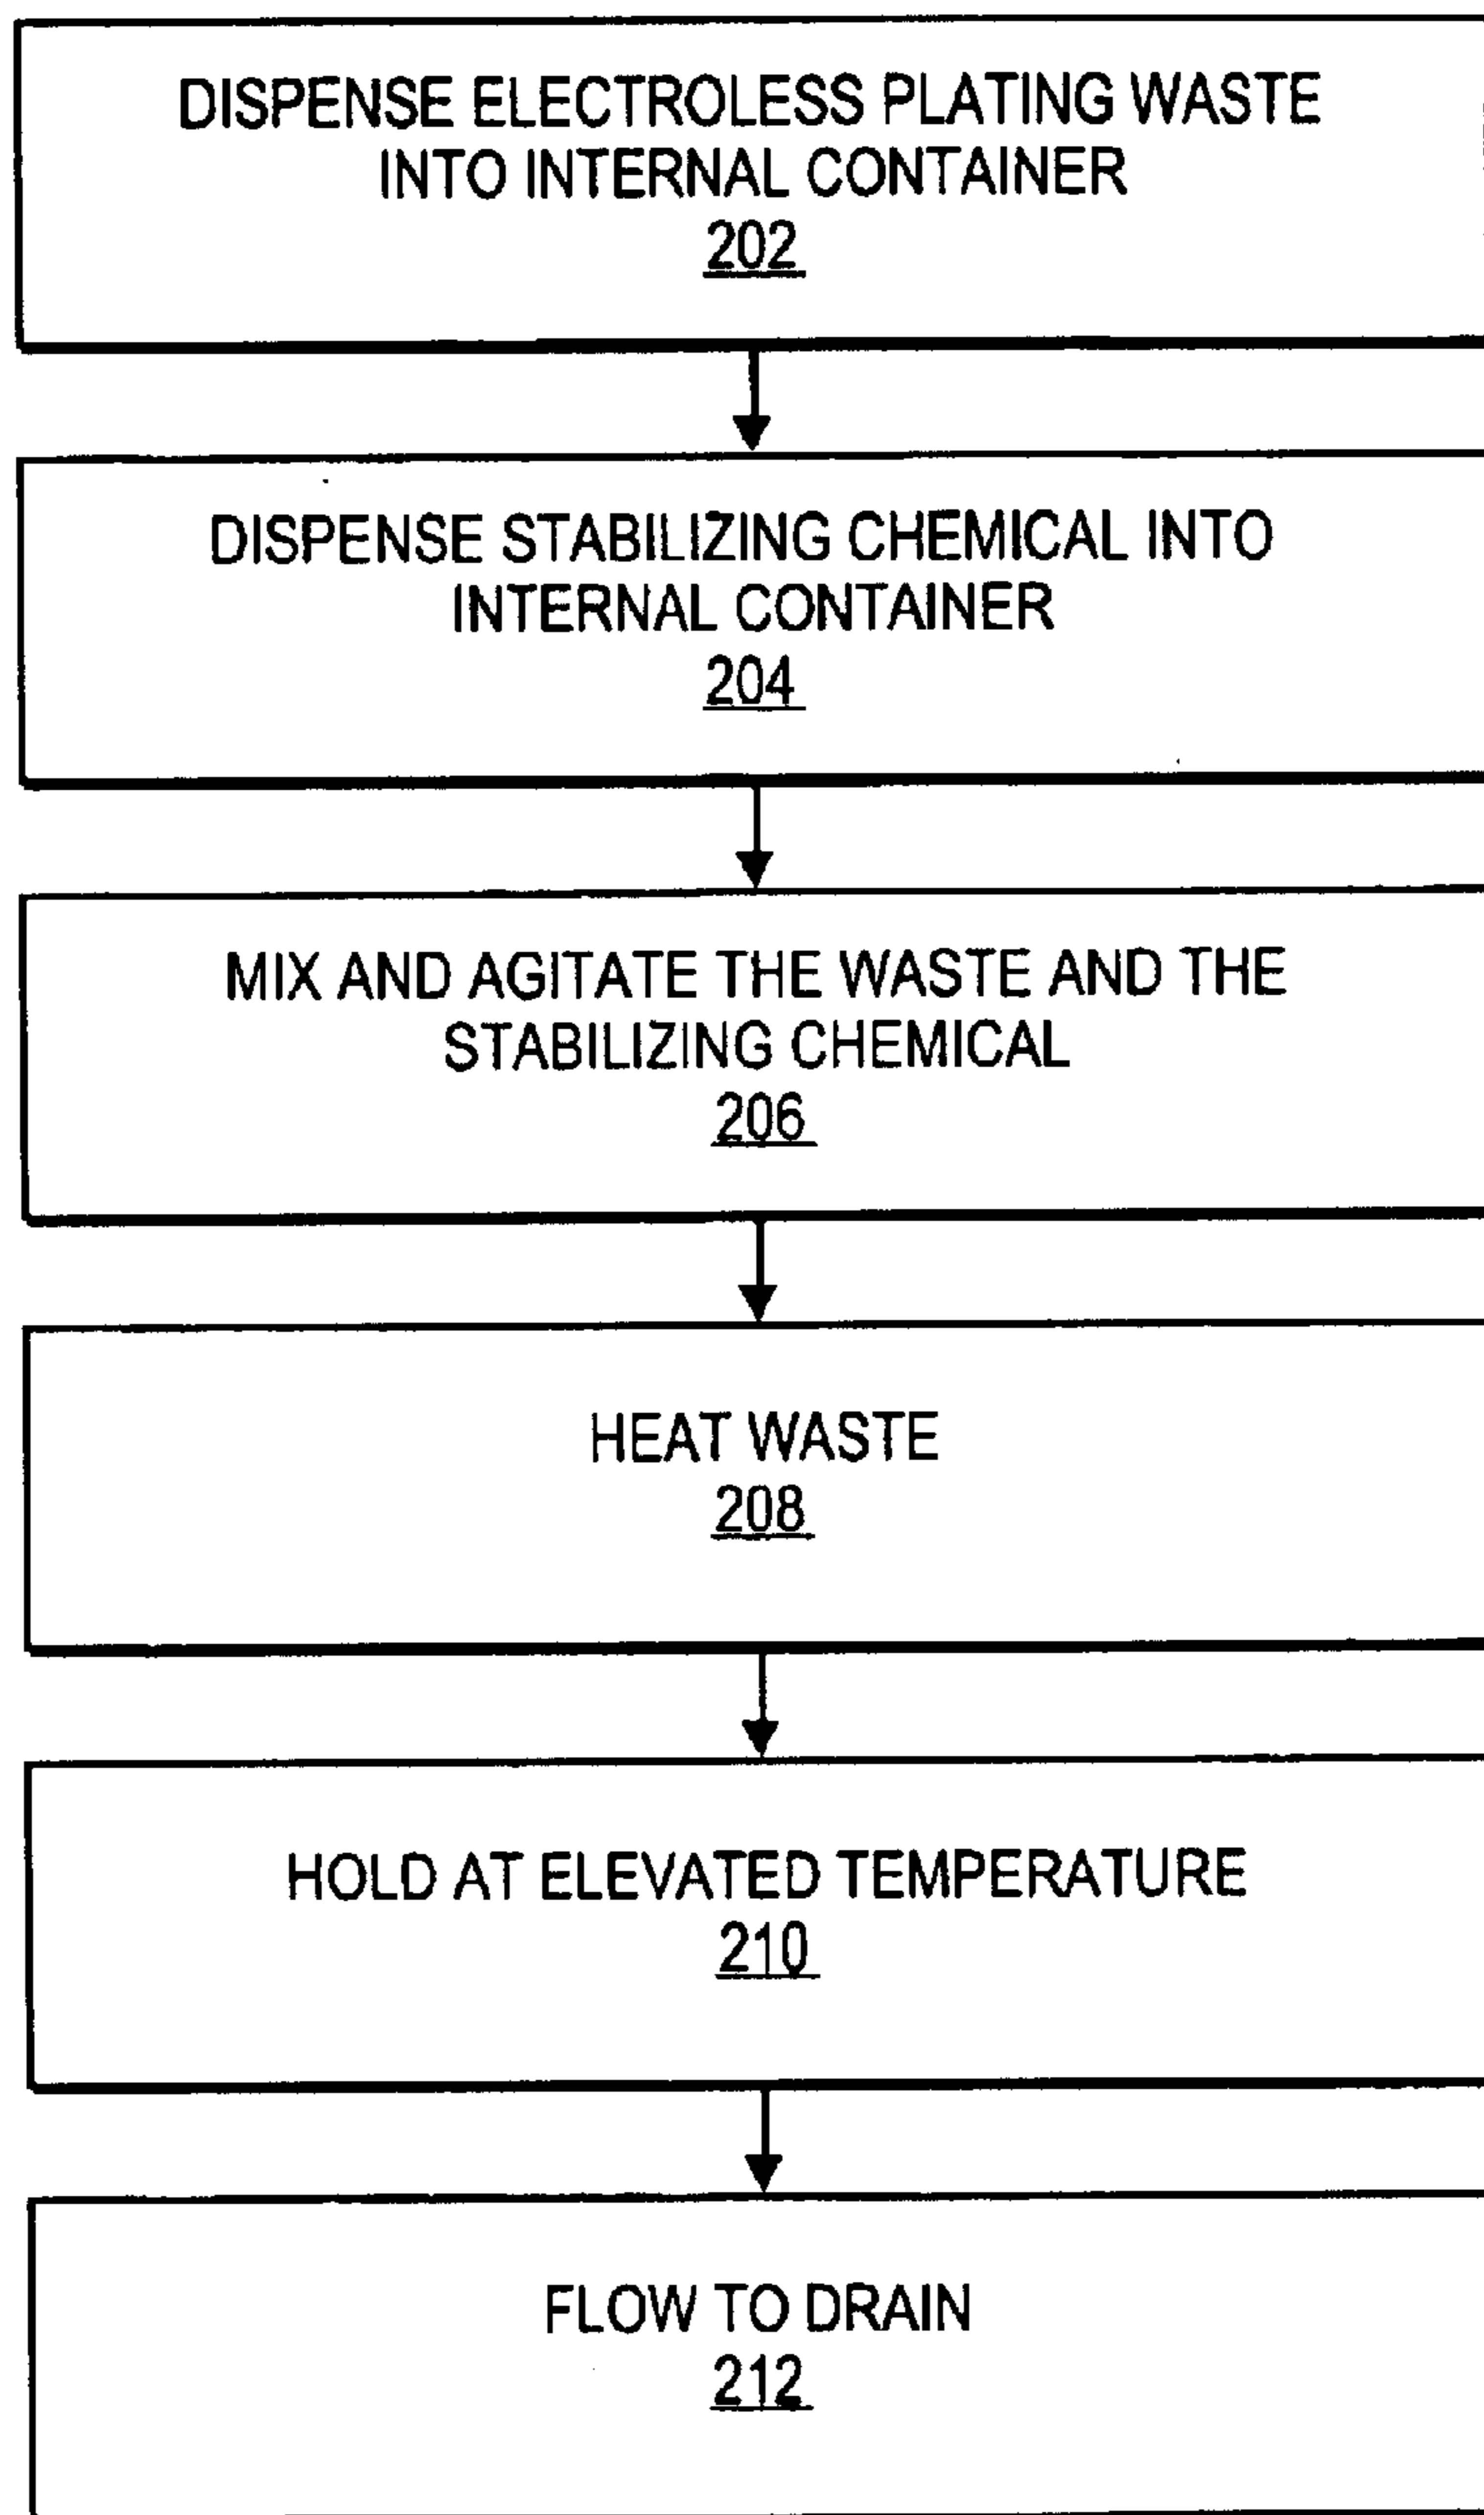 DISPENSE ELECTROLESS PLATING WASTE
INTO INTERNAL CONTAINER
202
DISPENSE STABILIZING CHEMICAL INTO
INTERNAL CONTAINER
204
MIX AND AGITATE THE WASTE AND THE
STABILIZING CHEMICAL
206
HEAT WASTE
208
HOLD AT ELEVATED TEMPERATURE
210
FLOW TO DRAIN
212